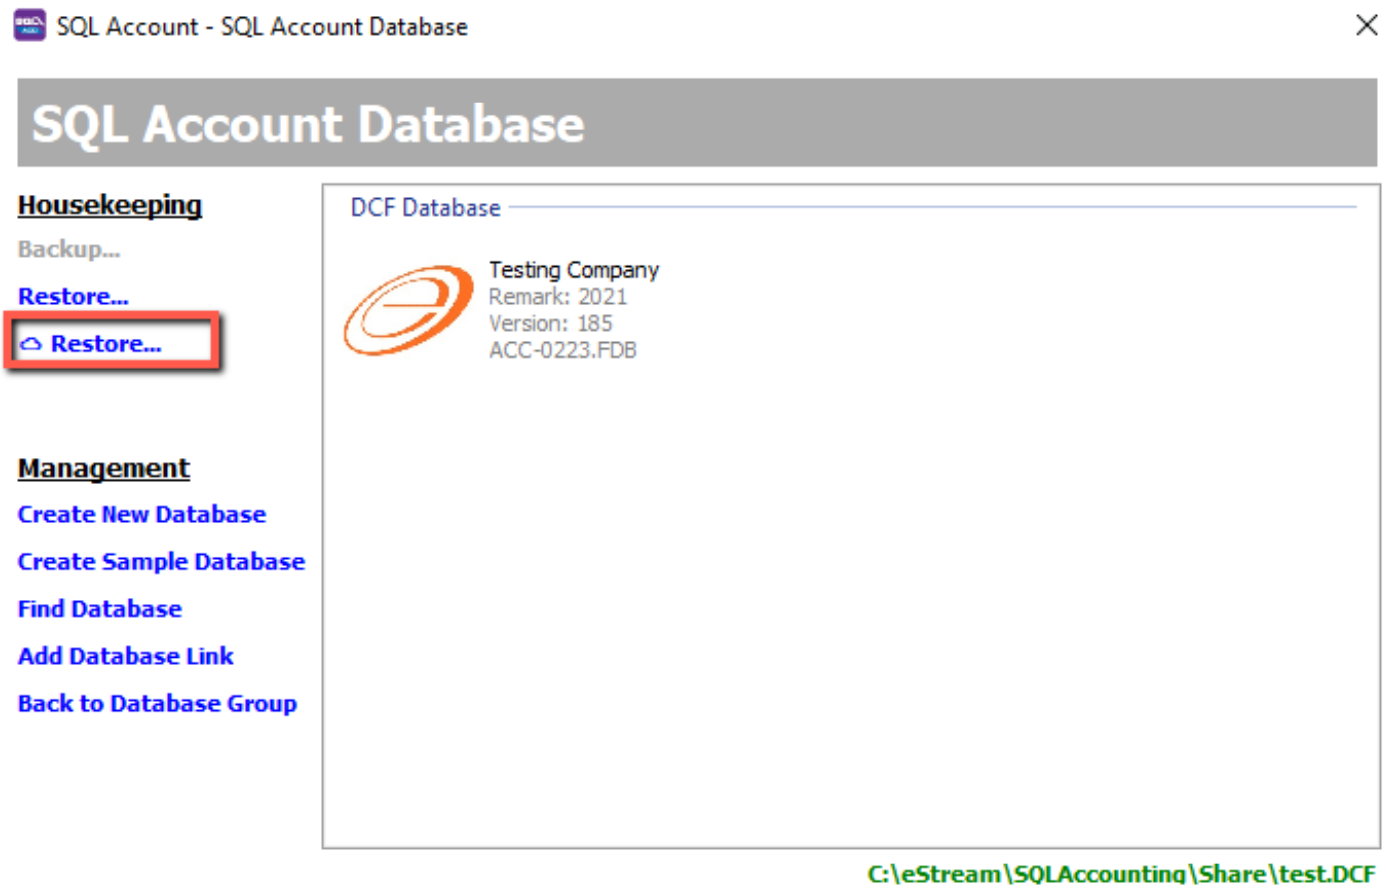 SQL Account - SQL Account Database
SQL Account Database
Housekeeping
Backup...
Restore...
Restore...
Management
Create New Database
Create Sample Database
Find Database
Add Database Link
Back to Database Group
DCF Database
Testing Company
Remark: 2021
Version: 185
ACC-0223.FDB
C:\eStream\SQLAccounting\Share\test.DCF